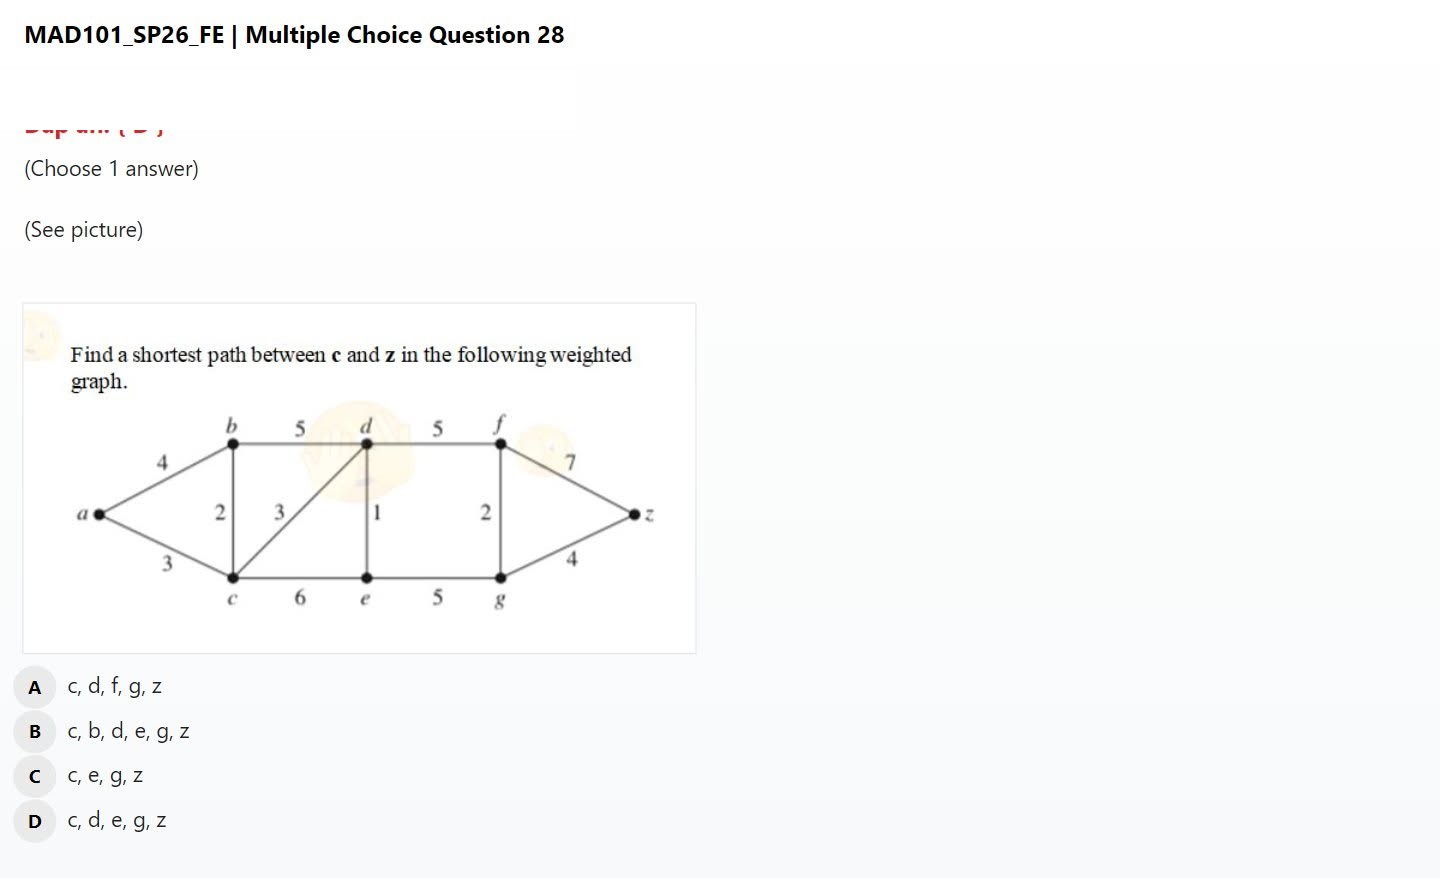 MAD101_SP26_FE | Multiple Choice Question 28
(Choose 1 answer)
(See picture)
Find a shortest path between c and z in the following weighted
graph.
b 5 d 5 f
4 7
a 2 3 1 2 z
3 4
c 6 e 5 g
A c, d, f, g, z
B c, b, d, e, g, z
C c, e, g, z
D c, d, e, g, z